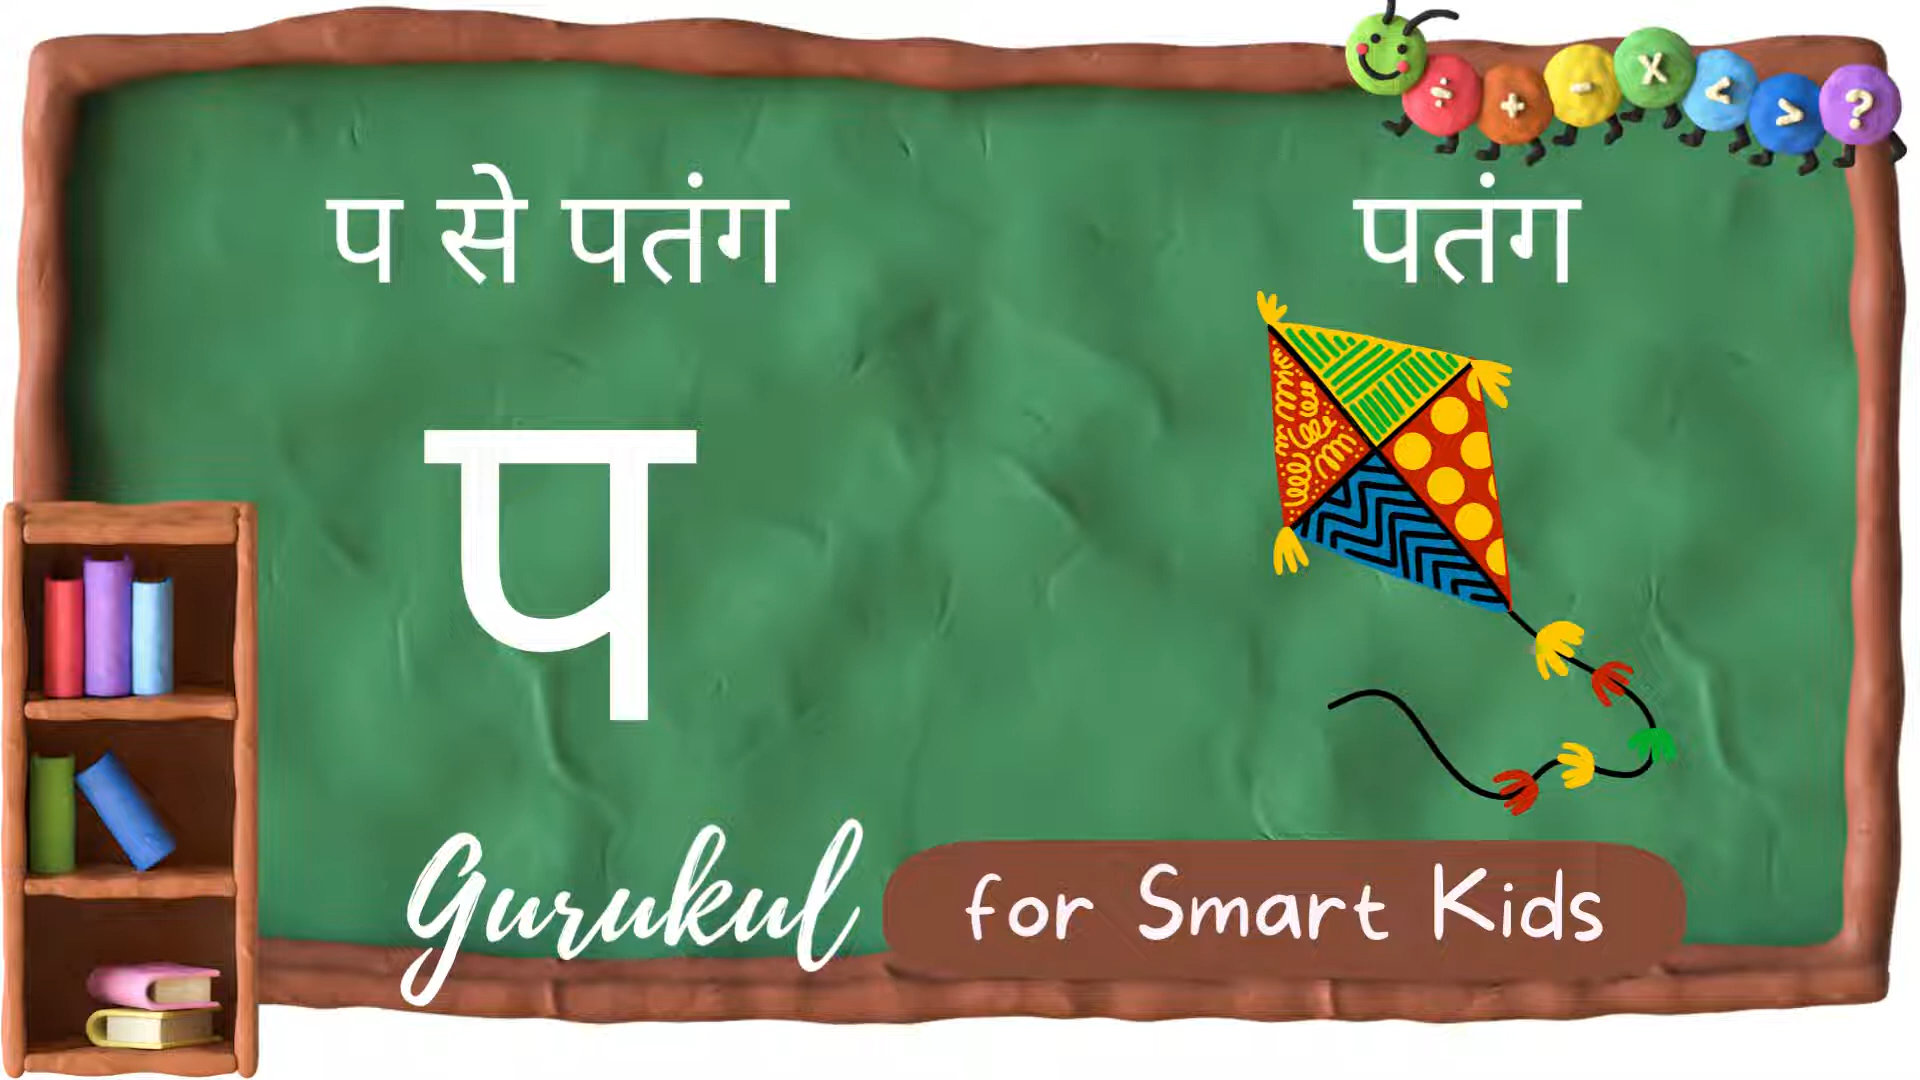 ÷ + - x < > ?
प से पतंग
पतंग
प
Gurukul for Smart Kids